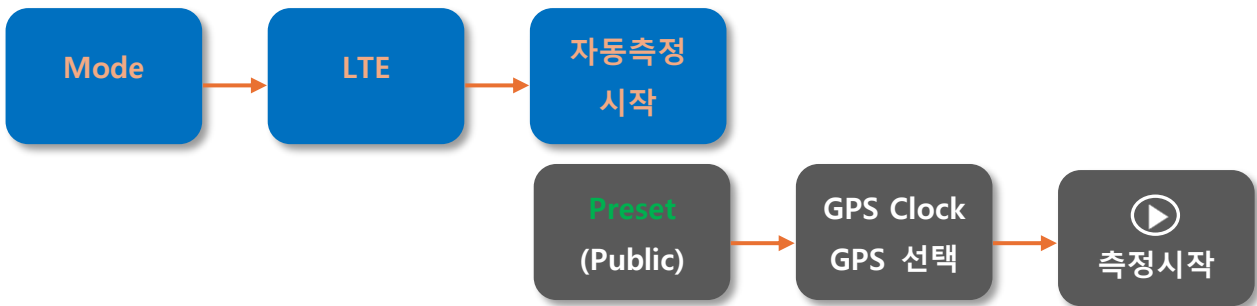 Mode
LTE
자동측정
시작
Preset
(Public)
GPS Clock
GPS 선택
측정시작